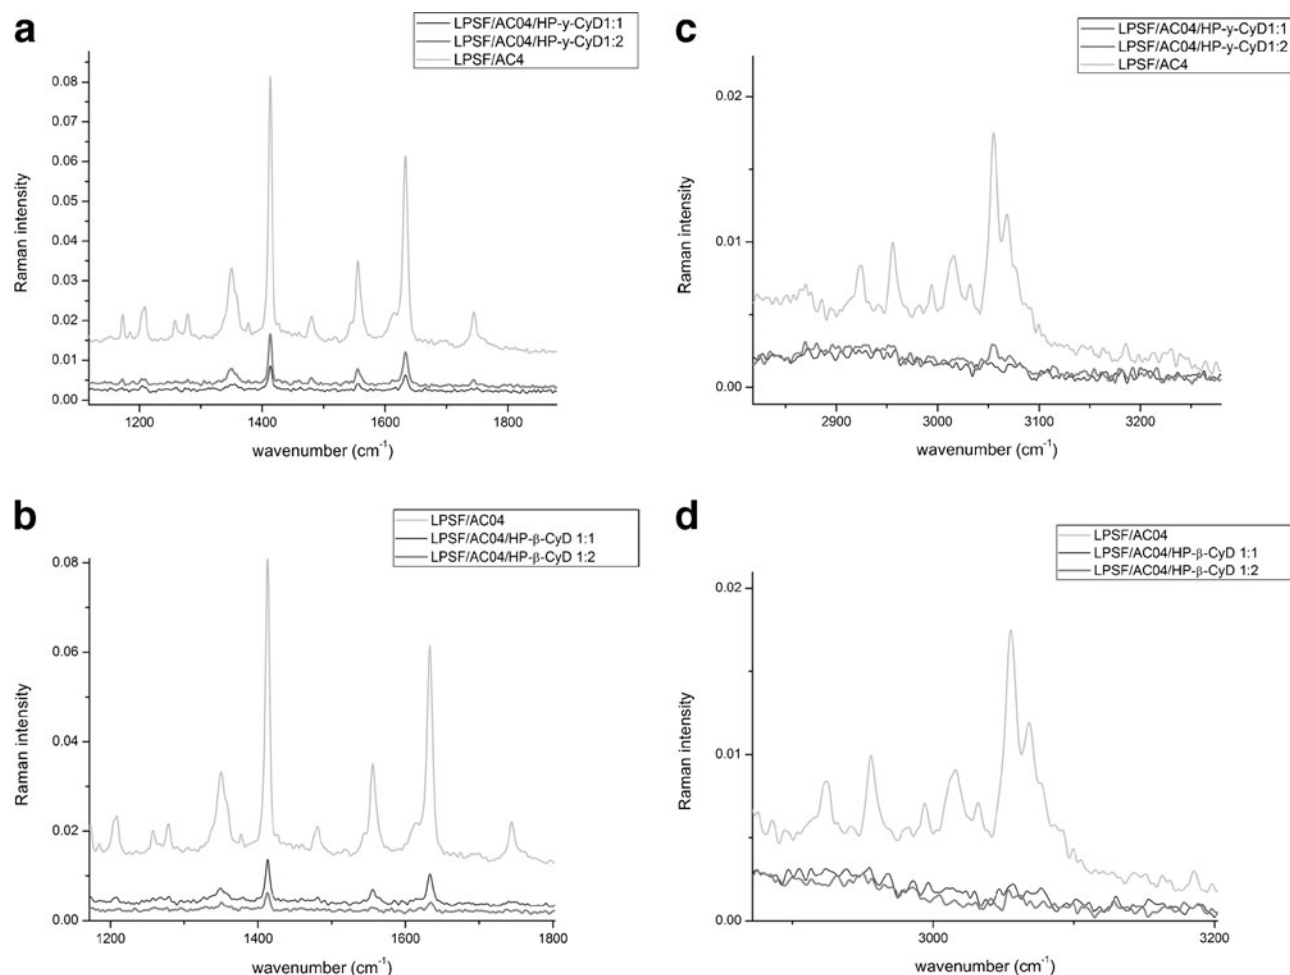 a
LPSF/AC04/HP-y-CyD1:1
LPSF/AC04/HP-y-CyD1:2
LPSF/AC4
0.08
0.07
0.06
0.05
0.04
0.03
0.02
0.01
0.00
Raman intensity
1200
1400
1600
1800
wavenumber (cm-1)
c
LPSF/AC04/HP-y-CyD1:1
LPSF/AC04/HP-y-CyD1:2
LPSF/AC4
0.02
0.01
0.00
Raman intensity
2900
3000
3100
3200
wavenumber (cm-1)
b
LPSF/AC04
LPSF/AC04/HP-β-CyD 1:1
LPSF/AC04/HP-β-CyD 1:2
0.08
0.06
0.04
0.02
0.00
Raman intensity
1200
1400
1600
1800
wavenumber (cm-1)
d
LPSF/AC04
LPSF/AC04/HP-β-CyD 1:1
LPSF/AC04/HP-β-CyD 1:2
0.02
0.01
0.00
Raman intensity
3000
3200
wavenumber (cm-1)